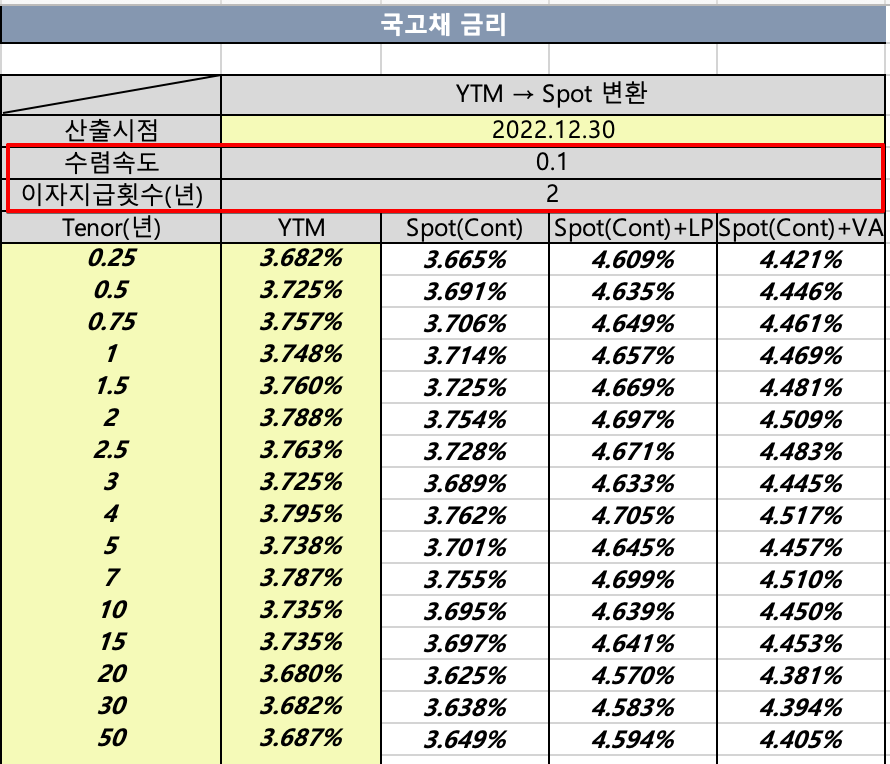 국고채 금리
YTM → Spot 변환
산출시점 2022.12.30
수렴속도 0.1
이자지급횟수(년) 2
Tenor(년) YTM Spot(Cont) Spot(Cont)+LP Spot(Cont)+VA
0.25 3.682% 3.665% 4.609% 4.421%
0.5 3.725% 3.691% 4.635% 4.446%
0.75 3.757% 3.706% 4.649% 4.461%
1 3.748% 3.714% 4.657% 4.469%
1.5 3.760% 3.725% 4.669% 4.481%
2 3.788% 3.754% 4.697% 4.509%
2.5 3.763% 3.728% 4.671% 4.483%
3 3.725% 3.689% 4.633% 4.445%
4 3.795% 3.762% 4.705% 4.517%
5 3.738% 3.701% 4.645% 4.457%
7 3.787% 3.755% 4.699% 4.510%
10 3.735% 3.695% 4.639% 4.450%
15 3.735% 3.697% 4.641% 4.453%
20 3.680% 3.625% 4.570% 4.381%
30 3.682% 3.638% 4.583% 4.394%
50 3.687% 3.649% 4.594% 4.405%